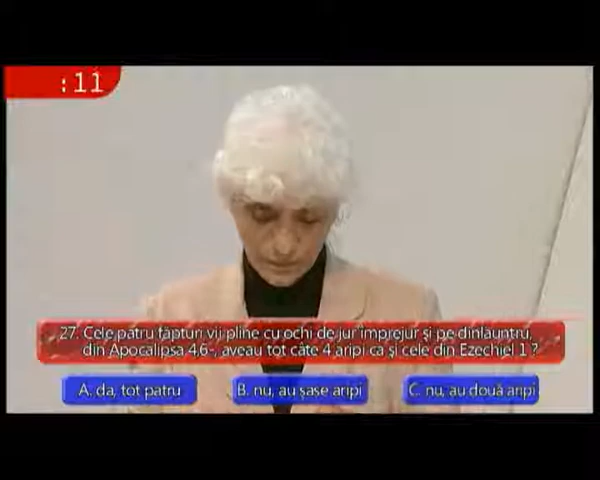 :11
27. Cele patru făpturi vii pline cu ochi de jur împrejur și pe dinlăuntru,
din Apocalipsa 4.6-, aveau tot câte 4 aripi ca și cele din Ezechiel 1 ?
A. da, tot patru
B. nu, au șase aripi
C. nu, au două aripi